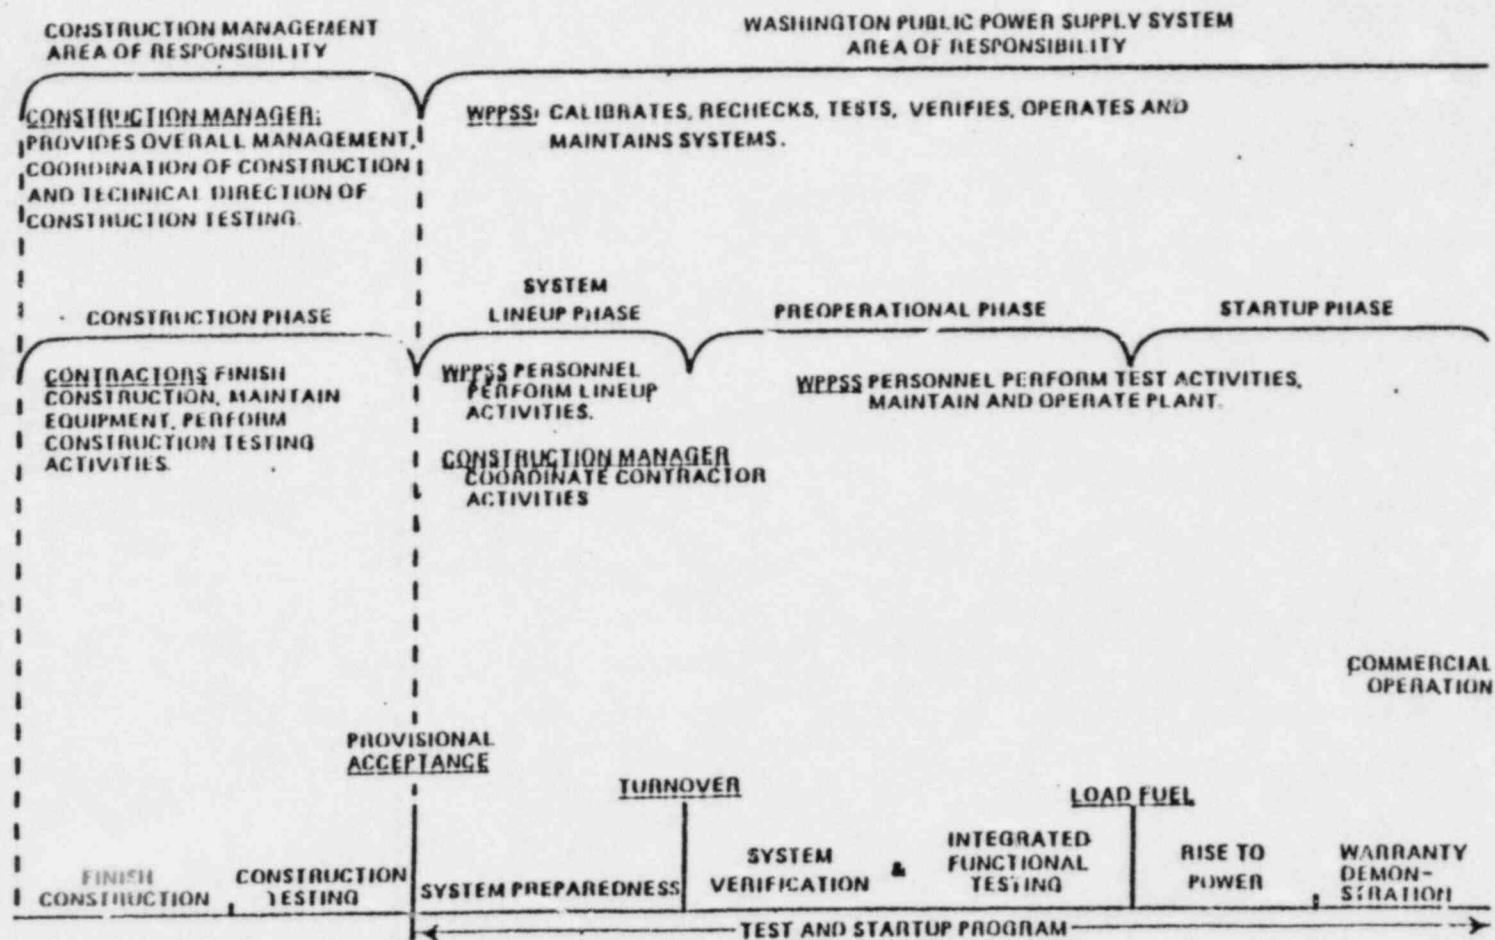 CONSTRUCTION MANAGEMENT
AREA OF RESPONSIBILITY
WASHINGTON PUBLIC POWER SUPPLY SYSTEM
AREA OF RESPONSIBILITY
CONSTRUCTION MANAGER:
PROVIDES OVERALL MANAGEMENT,
COORDINATION OF CONSTRUCTION
AND TECHNICAL DIRECTION OF
CONSTRUCTION TESTING.
WPPSS: CALIBRATES, RECHECKS, TESTS, VERIFIES, OPERATES AND
MAINTAINS SYSTEMS.
CONSTRUCTION PHASE
SYSTEM
LINEUP PHASE
PREOPERATIONAL PHASE
STARTUP PHASE
CONTRACTORS FINISH
CONSTRUCTION, MAINTAIN
EQUIPMENT, PERFORM
CONSTRUCTION TESTING
ACTIVITIES.
WPPSS PERSONNEL
PERFORM LINEUP
ACTIVITIES.
CONSTRUCTION MANAGER
COORDINATE CONTRACTOR
ACTIVITIES
WPPSS PERSONNEL PERFORM TEST ACTIVITIES,
MAINTAIN AND OPERATE PLANT.
COMMERCIAL
OPERATION
PROVISIONAL
ACCEPTANCE
TURNOVER
LOAD FUEL
FINISH
CONSTRUCTION
CONSTRUCTION
TESTING
SYSTEM PREPAREDNESS
SYSTEM
VERIFICATION
&
INTEGRATED
FUNCTIONAL
TESTING
RISE TO
POWER
WARRANTY
DEMON-
STRATION
TEST AND STARTUP PROGRAM